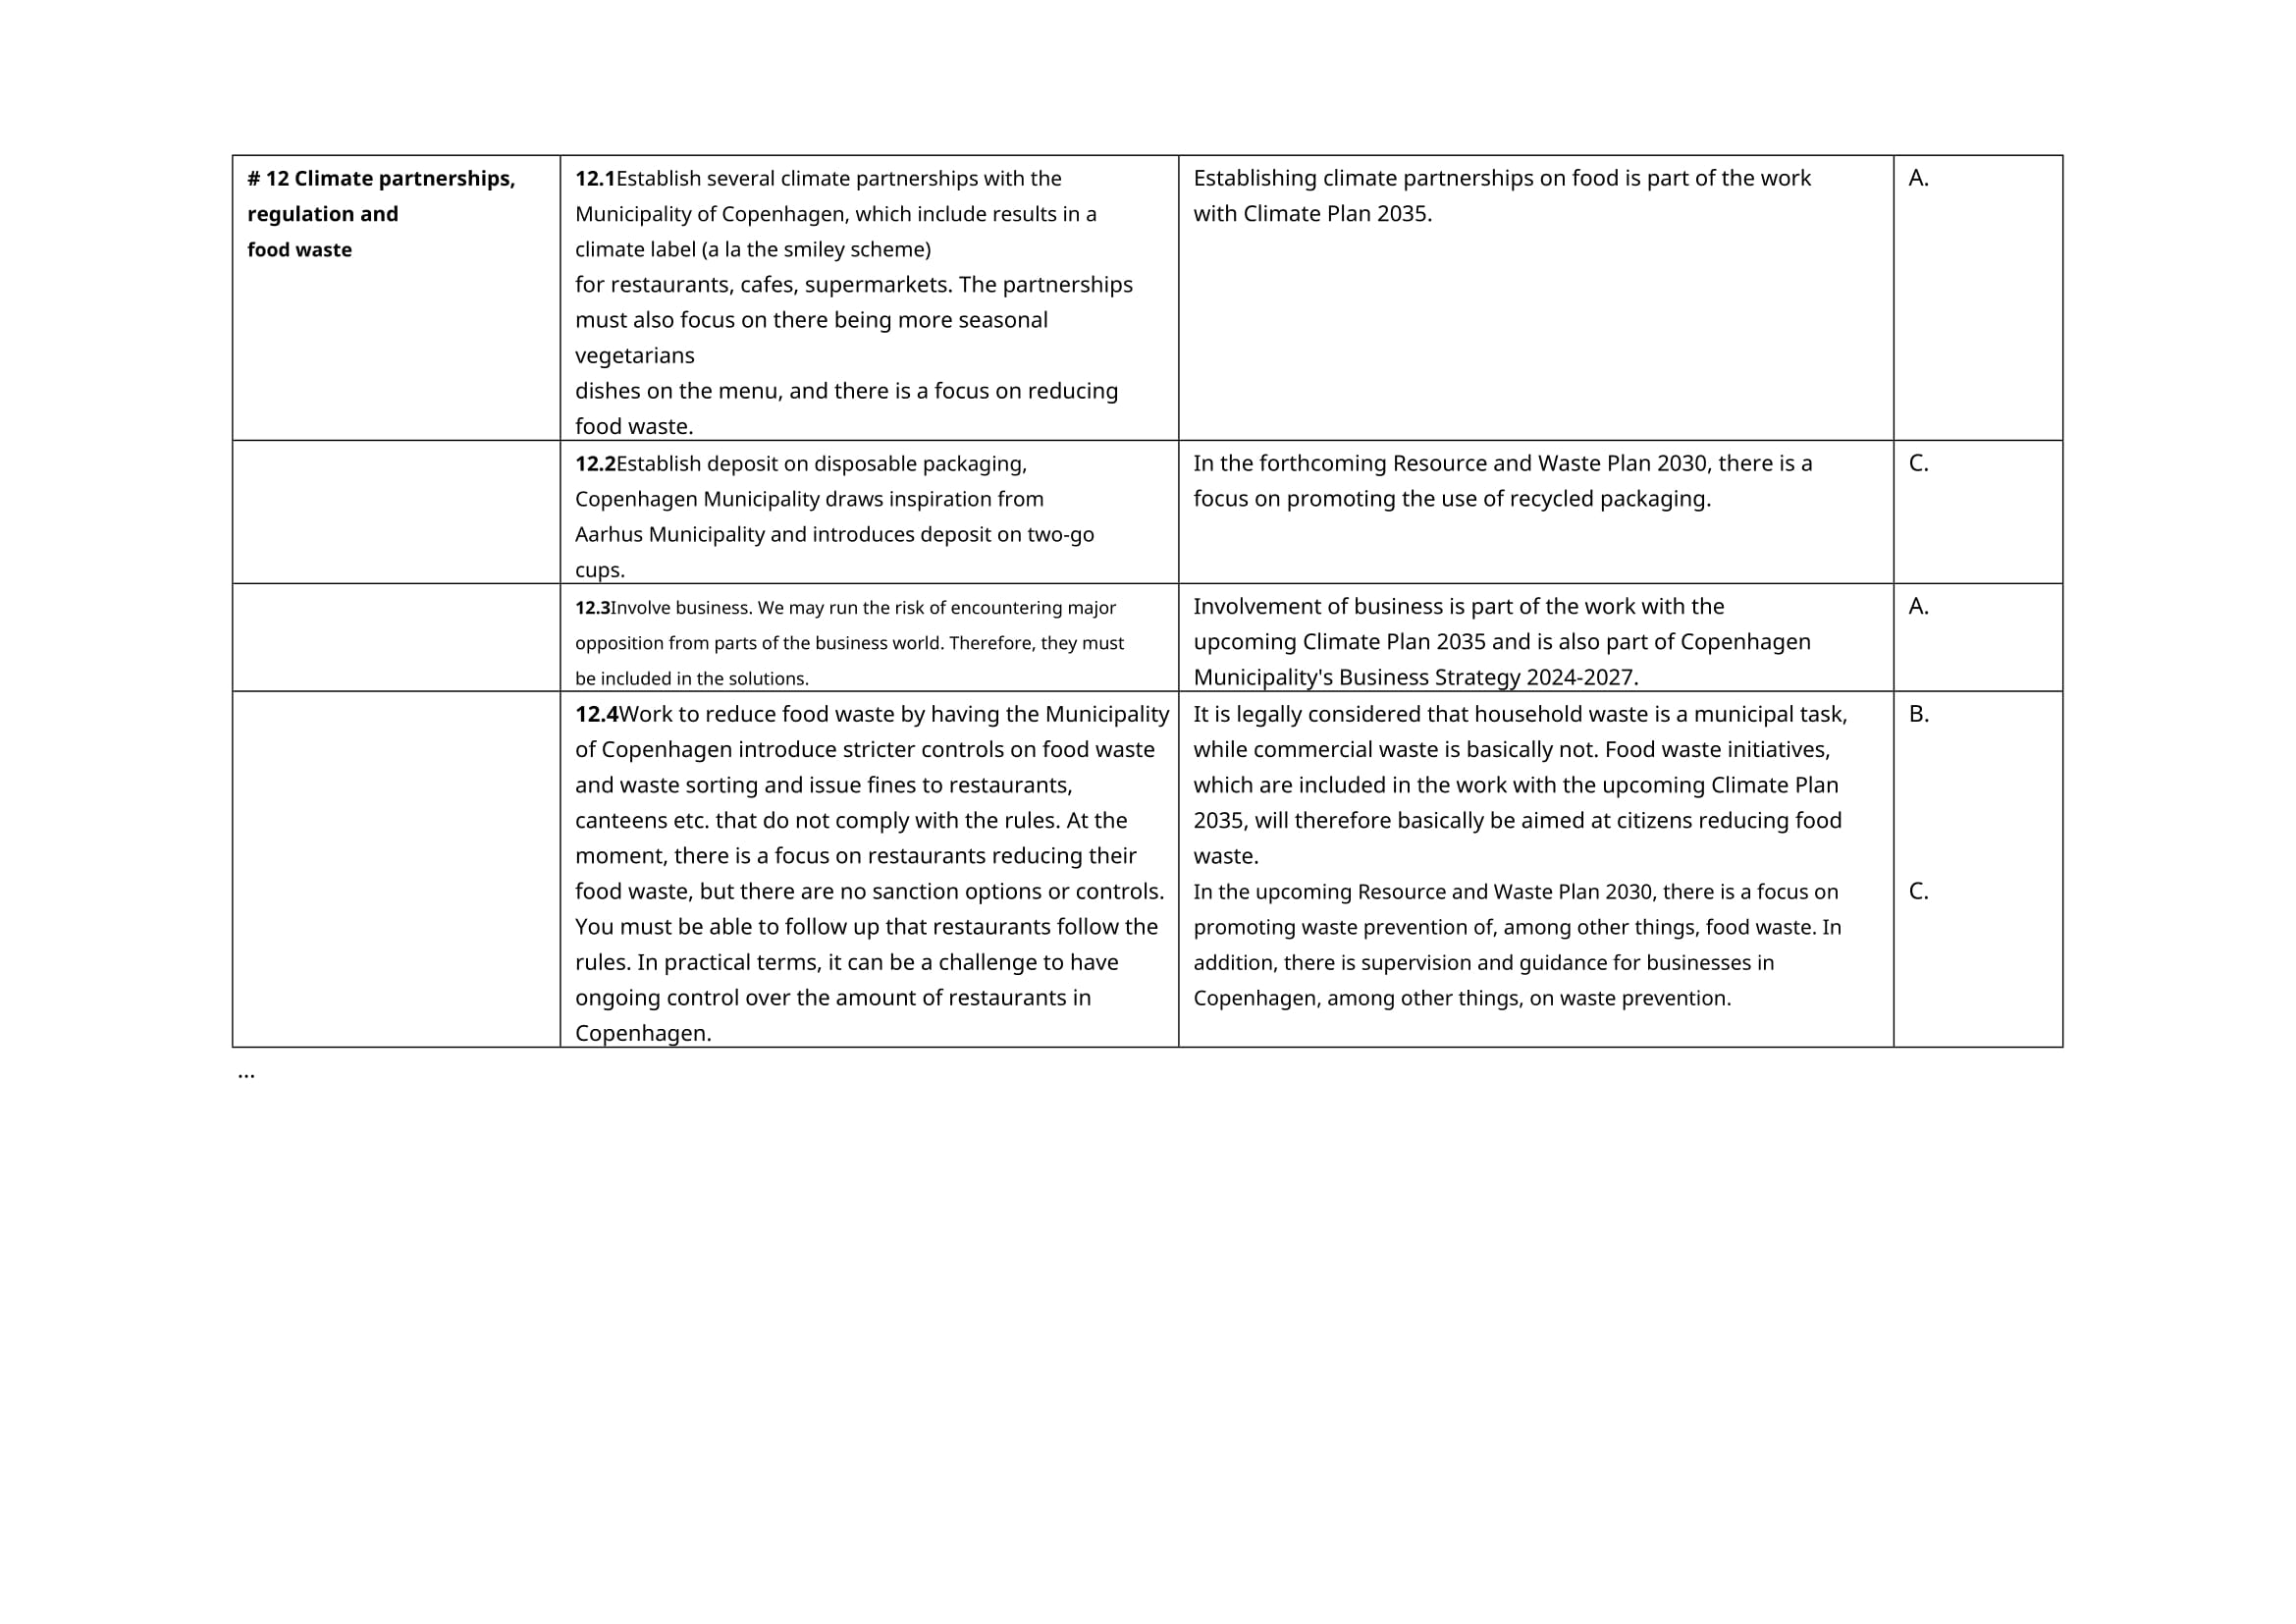 # 12 Climate partnerships,
regulation and
food waste
12.1Establish several climate partnerships with the
Municipality of Copenhagen, which include results in a
climate label (a la the smiley scheme)
for restaurants, cafes, supermarkets. The partnerships
must also focus on there being more seasonal
vegetarians
dishes on the menu, and there is a focus on reducing
food waste.
Establishing climate partnerships on food is part of the work
with Climate Plan 2035.
A.
12.2Establish deposit on disposable packaging,
Copenhagen Municipality draws inspiration from
Aarhus Municipality and introduces deposit on two-go
cups.
In the forthcoming Resource and Waste Plan 2030, there is a
focus on promoting the use of recycled packaging.
C.
12.3Involve business. We may run the risk of encountering major
opposition from parts of the business world. Therefore, they must
be included in the solutions.
Involvement of business is part of the work with the
upcoming Climate Plan 2035 and is also part of Copenhagen
Municipality's Business Strategy 2024-2027.
A.
12.4Work to reduce food waste by having the Municipality
of Copenhagen introduce stricter controls on food waste
and waste sorting and issue fines to restaurants,
canteens etc. that do not comply with the rules. At the
moment, there is a focus on restaurants reducing their
food waste, but there are no sanction options or controls.
You must be able to follow up that restaurants follow the
rules. In practical terms, it can be a challenge to have
ongoing control over the amount of restaurants in
Copenhagen.
It is legally considered that household waste is a municipal task,
while commercial waste is basically not. Food waste initiatives,
which are included in the work with the upcoming Climate Plan
2035, will therefore basically be aimed at citizens reducing food
waste.
In the upcoming Resource and Waste Plan 2030, there is a focus on
promoting waste prevention of, among other things, food waste. In
addition, there is supervision and guidance for businesses in
Copenhagen, among other things, on waste prevention.
B.
C.
...